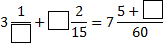 3 1/□ + □ 2/15 = 7 (5 + □)/60